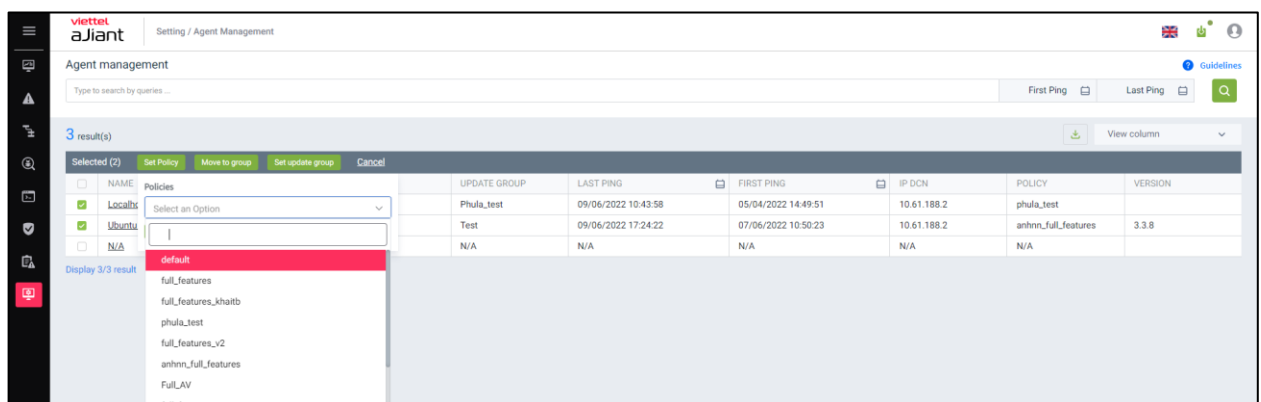 viettel
aJiant
Setting / Agent Management
Agent management
Guidelines
Type to search by queries ...
First Ping
Last Ping
3 result(s)
View column
Selected (2) Set Policy Move to group Set update group Cancel
NAME UPDATE GROUP LAST PING FIRST PING IP DCN POLICY VERSION
Policies
Localho Phula_test 09/06/2022 10:43:58 05/04/2022 14:49:51 10.61.188.2 phula_test
Select an Option
Ubuntu Test 09/06/2022 17:24:22 07/06/2022 10:50:23 10.61.188.2 anhnn_full_features 3.3.8
N/A N/A N/A N/A N/A N/A
Display 3/3 result
default
full_features
full_features_khaitb
phula_test
full_features_v2
anhnn_full_features
Full_AV